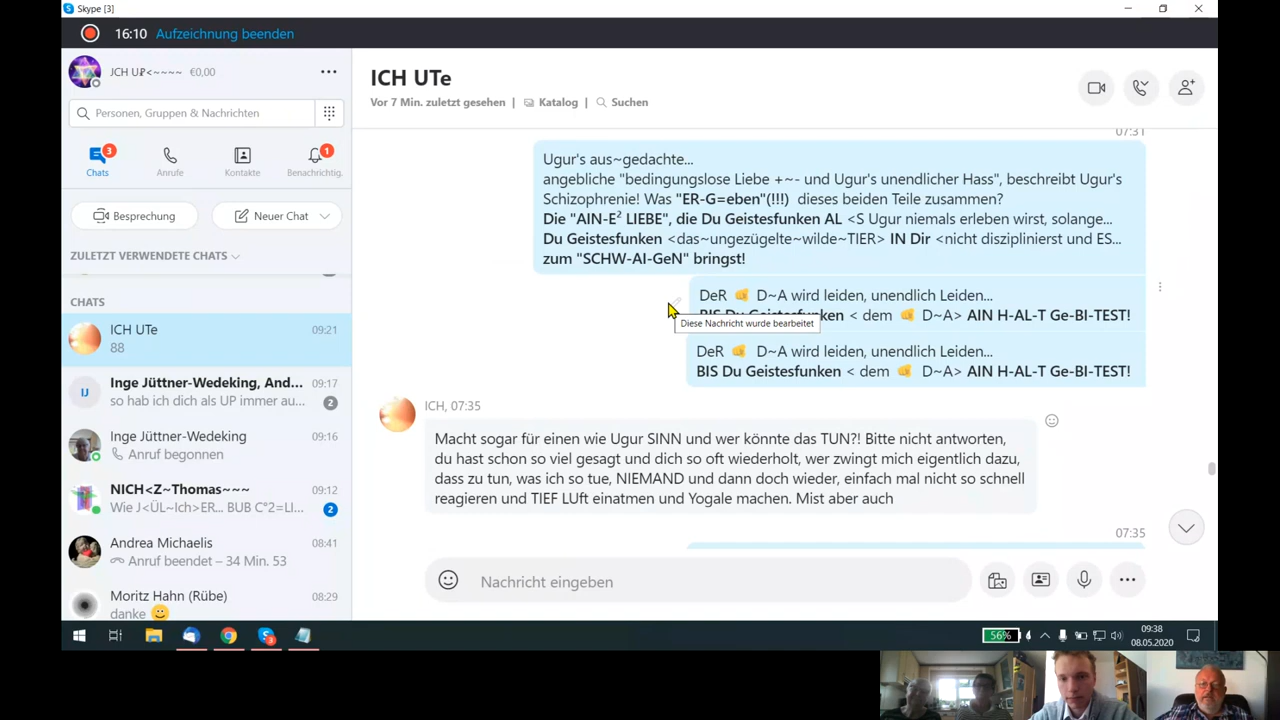 Skype [3]
16:10 Aufzeichnung beenden
€0,00
Personen, Gruppen & Nachrichten
3
1
Chats
Anrufe
Kontakte
Benachrichtig.
Besprechung
Neuer Chat
ZULETZT VERWENDETE CHATS
CHATS
ICH UTe 09:21
88
IJ
Inge Jüttner-Wedeking, And... 09:17
so hab ich dich als UP immer au... 2
Inge Jüttner-Wedeking 09:16
Anruf begonnen
NICH<Z~Thomas~~~ 09:12
Wie J<ÜL~Ich>ER... BUB C°2=LI... 2
Andrea Michaelis 08:41
Anruf beendet – 34 Min. 53
Moritz Hahn (Rübe) 08:29
danke
ICH UTe
Vor 7 Min. zuletzt gesehen | Katalog | Suchen
07:31
Ugur's aus~gedachte...
angebliche "bedingungslose Liebe +~- und Ugur's unendlicher Hass", beschreibt Ugur's
Schizophrenie! Was "ER-G=eben"(!!!) dieses beiden Teile zusammen?
Die "AIN-E² LIEBE", die Du Geistesfunken AL <S Ugur niemals erleben wirst, solange...
Du Geistesfunken <das~ungezügelte~wilde~TIER> IN Dir <nicht disziplinierst und ES...
zum "SCHW-AI-GeN" bringst!
DeR 🤜 D~A wird leiden, unendlich Leiden...
BIS Du Geistesfunken < dem 🤜 D~A> AIN H-AL-T Ge-BI-TEST!
Diese Nachricht wurde bearbeitet
DeR 🤜 D~A wird leiden, unendlich Leiden...
BIS Du Geistesfunken < dem 🤜 D~A> AIN H-AL-T Ge-BI-TEST!
ICH, 07:35
Macht sogar für einen wie Ugur SINN und wer könnte das TUN?! Bitte nicht antworten,
du hast schon so viel gesagt und dich so oft wiederholt, wer zwingt mich eigentlich dazu,
dass zu tun, was ich so tue, NIEMAND und dann doch wieder, einfach mal nicht so schnell
reagieren und TIEF LUft einatmen und Yogale machen. Mist aber auch
07:35
Nachricht eingeben
56%
3
09:38
08.05.2020